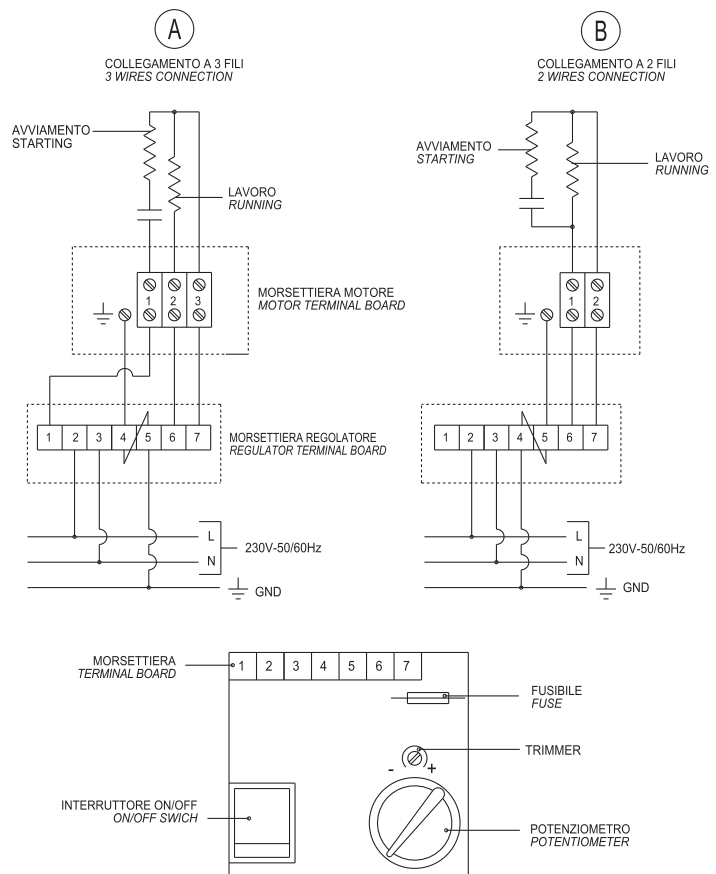 A
COLLEGAMENTO A 3 FILI
3 WIRES CONNECTION
AVVIAMENTO
STARTING
LAVORO
RUNNING
1 2 3
MORSETTIERA MOTORE
MOTOR TERMINAL BOARD
1 2 3 4 5 6 7
MORSETTIERA REGOLATORE
REGULATOR TERMINAL BOARD
L
N
230V-50/60Hz
GND
B
COLLEGAMENTO A 2 FILI
2 WIRES CONNECTION
AVVIAMENTO
STARTING
LAVORO
RUNNING
1 2
1 2 3 4 5 6 7
L
N
230V-50/60Hz
GND
MORSETTIERA
TERMINAL BOARD
1 2 3 4 5 6 7
FUSIBILE
FUSE
TRIMMER
- +
INTERRUTTORE ON/OFF
ON/OFF SWICH
POTENZIOMETRO
POTENTIOMETER